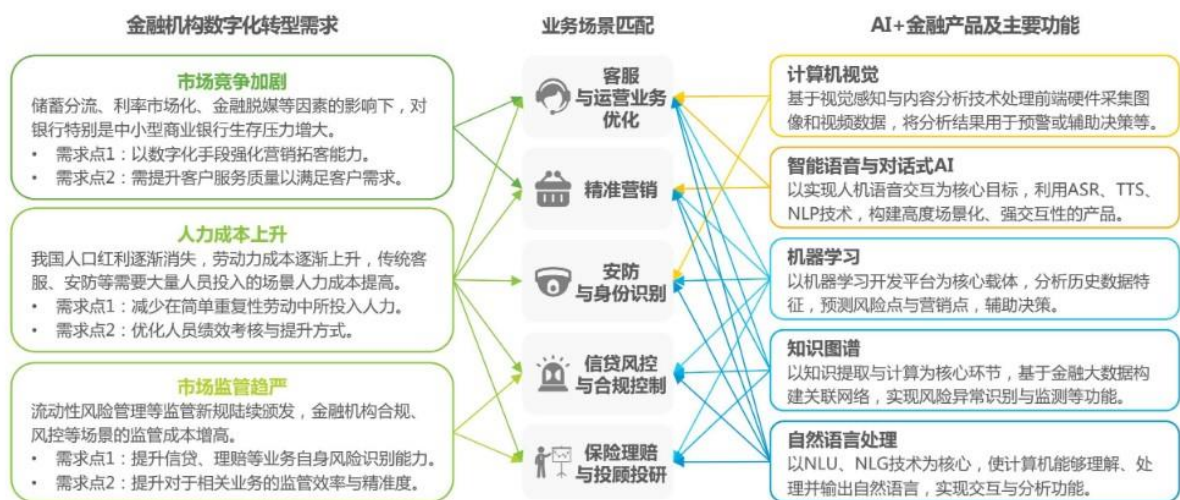 金融机构数字化转型需求
业务场景匹配
AI+金融产品及主要功能
市场竞争加剧
储蓄分流、利率市场化、金融脱媒等因素的影响下，对
银行特别是中小型商业银行生存压力增大。
• 需求点1：以数字化手段强化营销拓客能力。
• 需求点2：需提升客户服务质量以满足客户需求。
人力成本上升
我国人口红利逐渐消失，劳动力成本逐渐上升，传统客
服、安防等需要大量人员投入的场景人力成本提高。
• 需求点1：减少在简单重复性劳动中所投入人力。
• 需求点2：优化人员绩效考核与提升方式。
市场监管趋严
流动性风险管理等监管新规陆续颁发，金融机构合规、
风控等场景的监管成本增高。
• 需求点1：提升信贷、理赔等业务自身风险识别能力。
• 需求点2：提升对于相关业务的监管效率与精准度。
客服
与运营业务
优化
精准营销
安防
与身份识别
信贷风控
与合规控制
保险理赔
与投顾投研
计算机视觉
基于视觉感知与内容分析技术处理前端硬件采集图
像和视频数据，将分析结果用于预警或辅助决策等。
智能语音与对话式AI
以实现人机语音交互为核心目标，利用ASR、TTS、
NLP技术，构建高度场景化、强交互性的产品。
机器学习
以机器学习开发平台为核心载体，分析历史数据特
征，预测风险点与营销点，辅助决策。
知识图谱
以知识提取与计算为核心环节，基于金融大数据构
建关联网络，实现风险异常识别与监测等功能。
自然语言处理
以NLU、NLG技术为核心，使计算机能够理解、处
理并输出自然语言，实现交互与分析功能。